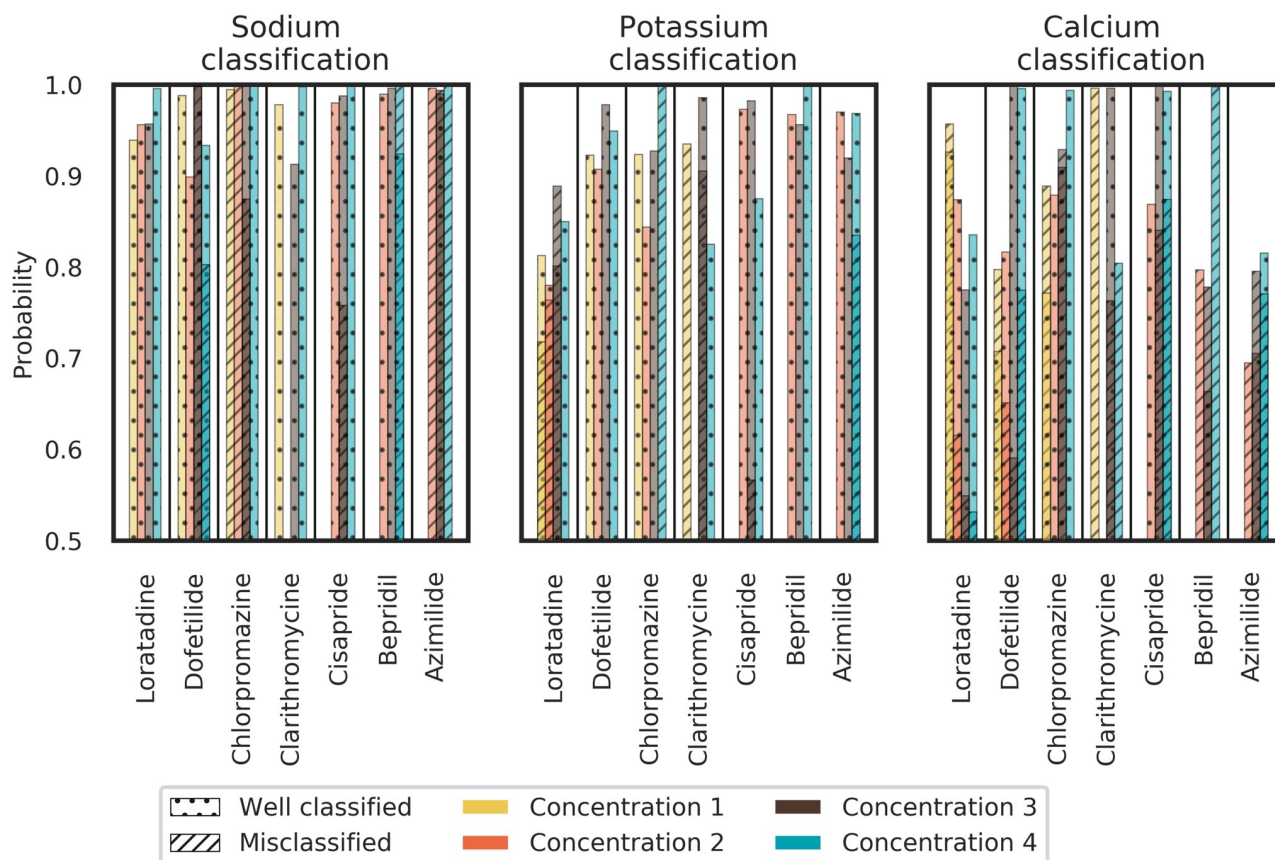 Sodium
classification
Potassium
classification
Calcium
classification
Probability
1.0
0.9
0.8
0.7
0.6
0.5
Loratadine
Dofetilide
Chlorpromazine
Clarithromycine
Cisapride
Bepridil
Azimilide
Loratadine
Dofetilide
Chlorpromazine
Clarithromycine
Cisapride
Bepridil
Azimilide
Loratadine
Dofetilide
Chlorpromazine
Clarithromycine
Cisapride
Bepridil
Azimilide
Well classified
Misclassified
Concentration 1
Concentration 2
Concentration 3
Concentration 4